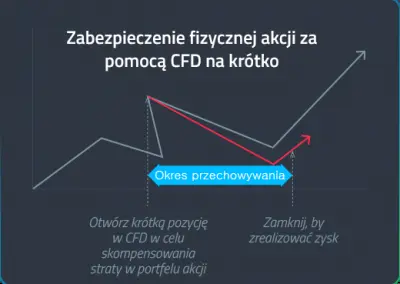 Zabezpieczenie fizycznej akcji za
pomocą CFD na krótko
Okres przechowywania
Otwórz krótką pozycję
w CFD w celu
skompensowania
straty w portfelu akcji
Zamknij, by
zrealizować zysk